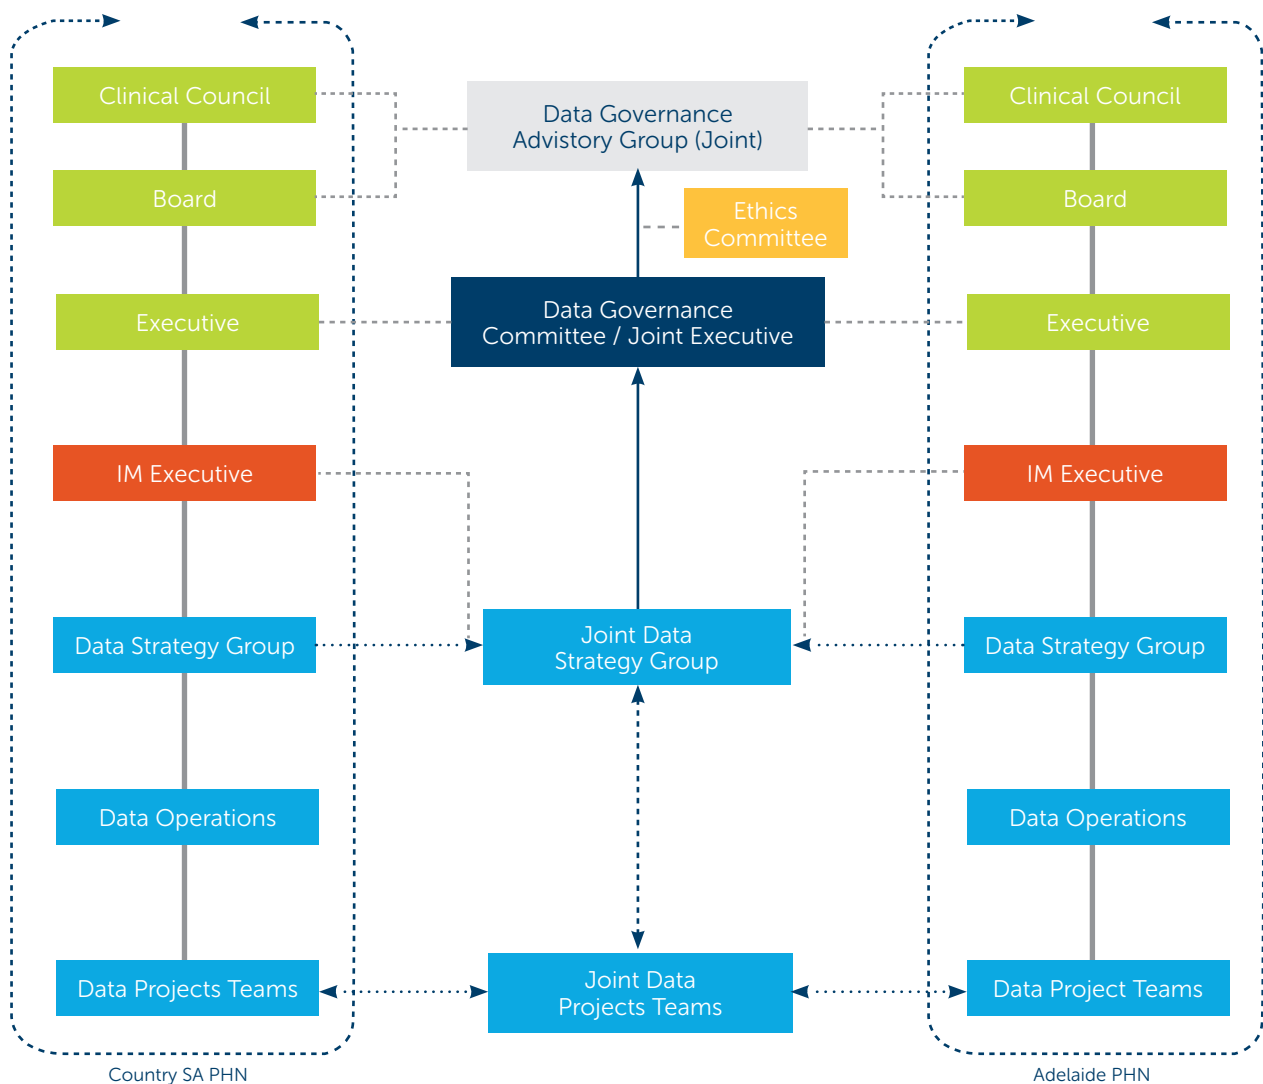 Clinical Council
Board
Executive
IM Executive
Data Strategy Group
Data Operations
Data Projects Teams
Country SA PHN
Data Governance
Advistory Group (Joint)
Ethics
Committee
Data Governance
Committee / Joint Executive
Joint Data
Strategy Group
Joint Data
Projects Teams
Clinical Council
Board
Executive
IM Executive
Data Strategy Group
Data Operations
Data Project Teams
Adelaide PHN